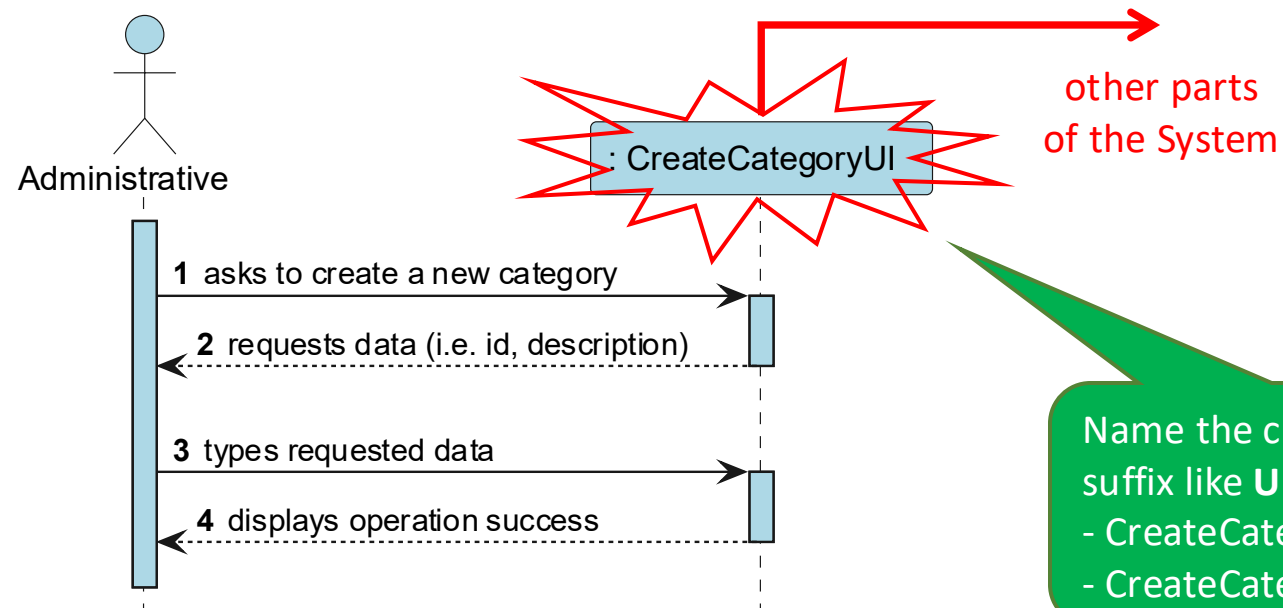 other parts
of the System
: CreateCategoryUI
Administrative
1 asks to create a new category
2 requests data (i.e. id, description)
3 types requested data
4 displays operation success
Name the c
suffix like U
- CreateCate
- CreateCate